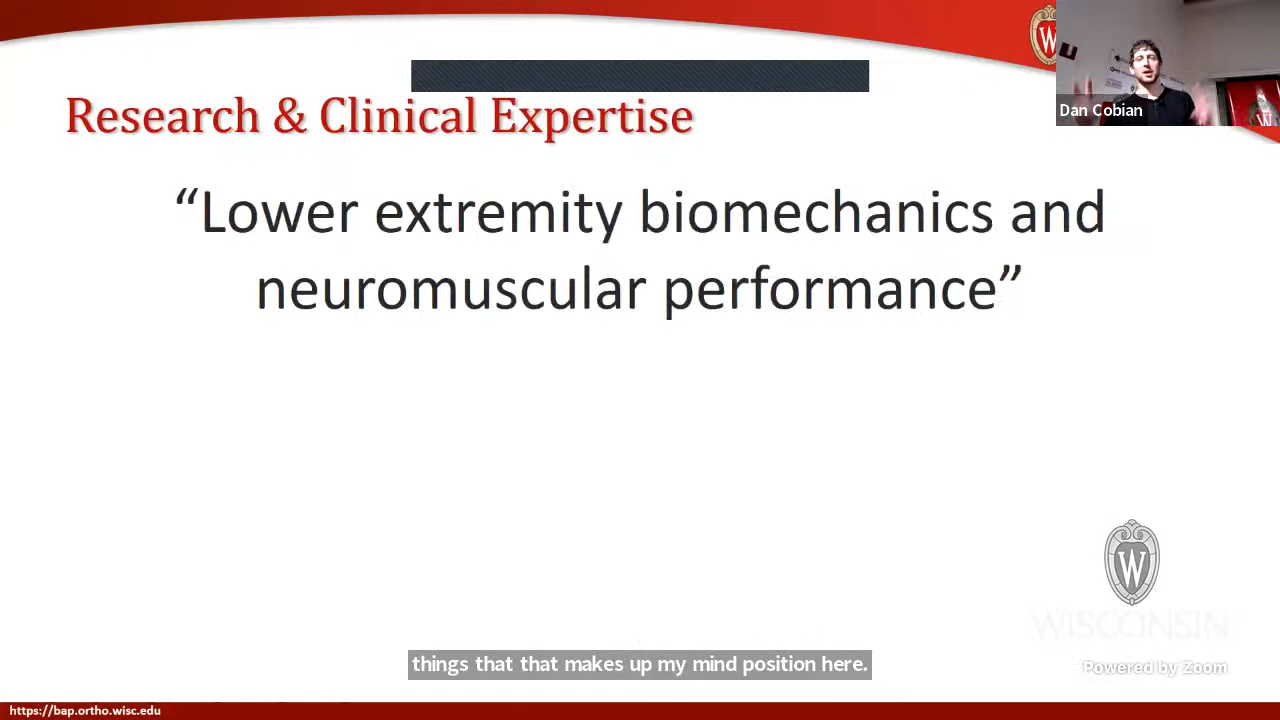 W
Dan Cobian
Research & Clinical Expertise
“Lower extremity biomechanics and
neuromuscular performance”
W
WISCONSIN
things that that makes up my mind position here.
Powered by Zoom
https://bap.ortho.wisc.edu